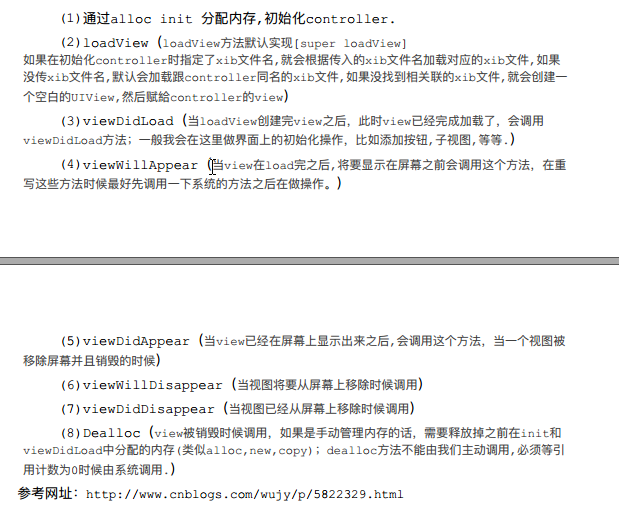 (1)通过alloc init 分配内存,初始化controller.
(2)loadView（loadView方法默认实现[super loadView]
如果在初始化controller时指定了xib文件名,就会根据传入的xib文件名加载对应的xib文件,如果
没传xib文件名,默认会加载跟controller同名的xib文件,如果没找到相关联的xib文件,就会创建一
个空白的UIView,然后赋給controller的view)
(3)viewDidLoad（当loadView创建完view之后，此时view已经完成加载了，会调用
viewDidLoad方法；一般我会在这里做界面上的初始化操作，比如添加按钮,子视图,等等.)
(4)viewWillAppear（当view在load完之后,将要显示在屏幕之前会调用这个方法，在重
写这些方法时候最好先调用一下系统的方法之后在做操作。)
(5)viewDidAppear（当view已经在屏幕上显示出来之后,会调用这个方法，当一个视图被
移除屏幕并且销毁的时候)
(6)viewWillDisappear（当视图将要从屏幕上移除时候调用)
(7)viewDidDisappear（当视图已经从屏幕上移除时候调用)
(8)Dealloc（view被销毁时候调用，如果是手动管理内存的话，需要释放掉之前在init和
viewDidLoad中分配的内存(类似alloc,new,copy)；dealloc方法不能由我们主动调用,必须等引
用计数为0时候由系统调用.)
参考网址：http://www.cnblogs.com/wujy/p/5822329.html